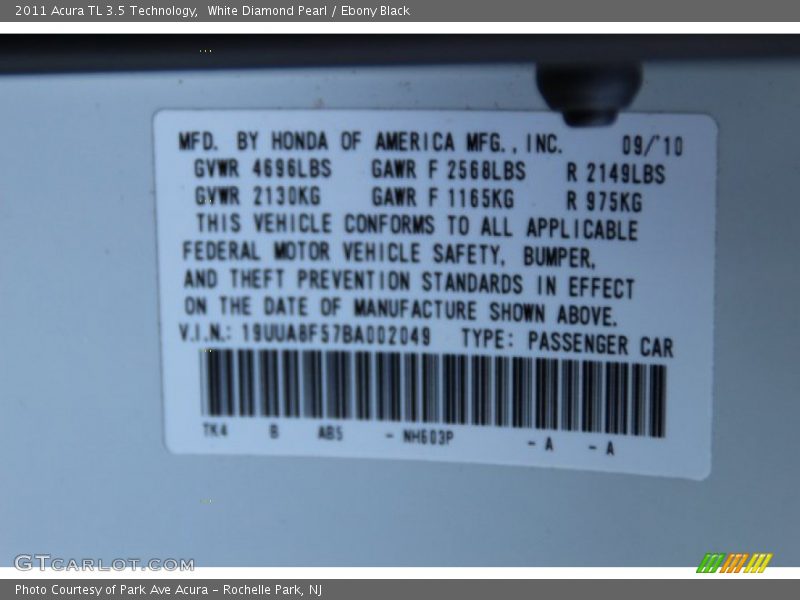 2011 Acura TL 3.5 Technology,  White Diamond Pearl / Ebony Black
MFD. BY HONDA OF AMERICA MFG., INC. 09/'10
GVWR 4696LBS GAWR F 2568LBS R 2149LBS
GVWR 2130KG GAWR F 1165KG R 975KG
THIS VEHICLE CONFORMS TO ALL APPLICABLE
FEDERAL MOTOR VEHICLE SAFETY, BUMPER,
AND THEFT PREVENTION STANDARDS IN EFFECT
ON THE DATE OF MANUFACTURE SHOWN ABOVE.
V.I.N.: 19UUA8F57BA002049 TYPE: PASSENGER CAR
TK4 B AB5 - NH603P - A - A
GTCARLOT.COM
Photo Courtesy of Park Ave Acura - Rochelle Park, NJ